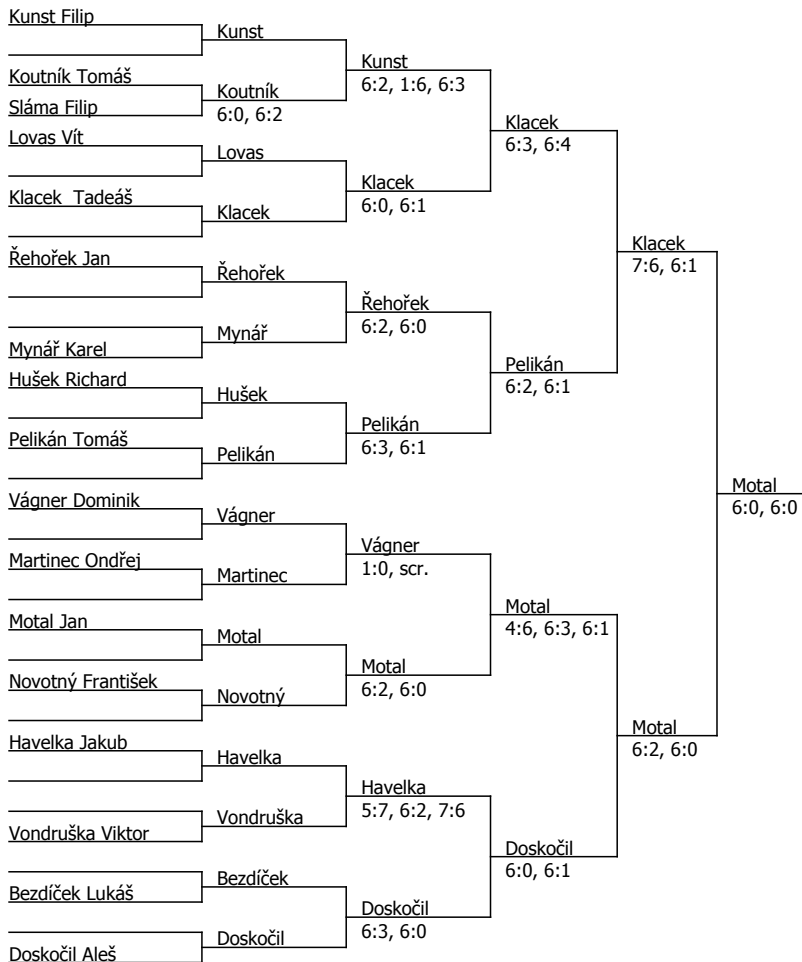 Kunst Filip
Kunst
Koutník Tomáš
Sláma Filip
Koutník
6:0, 6:2
Kunst
6:2, 1:6, 6:3
Lovas Vít
Lovas
Klacek  Tadeáš
Klacek
Klacek
6:0, 6:1
Klacek
6:3, 6:4
Řehořek Jan
Řehořek
Mynář Karel
Mynář
Řehořek
6:2, 6:0
Hušek Richard
Hušek
Pelikán Tomáš
Pelikán
Pelikán
6:3, 6:1
Pelikán
6:2, 6:1
Klacek
7:6, 6:1
Vágner Dominik
Vágner
Martinec Ondřej
Martinec
Vágner
1:0, scr.
Motal Jan
Motal
Novotný František
Novotný
Motal
6:2, 6:0
Motal
4:6, 6:3, 6:1
Havelka Jakub
Havelka
Vondruška Viktor
Vondruška
Havelka
5:7, 6:2, 7:6
Bezdíček Lukáš
Bezdíček
Doskočil Aleš
Doskočil
Doskočil
6:3, 6:0
Doskočil
6:0, 6:1
Motal
6:2, 6:0
Motal
6:0, 6:0